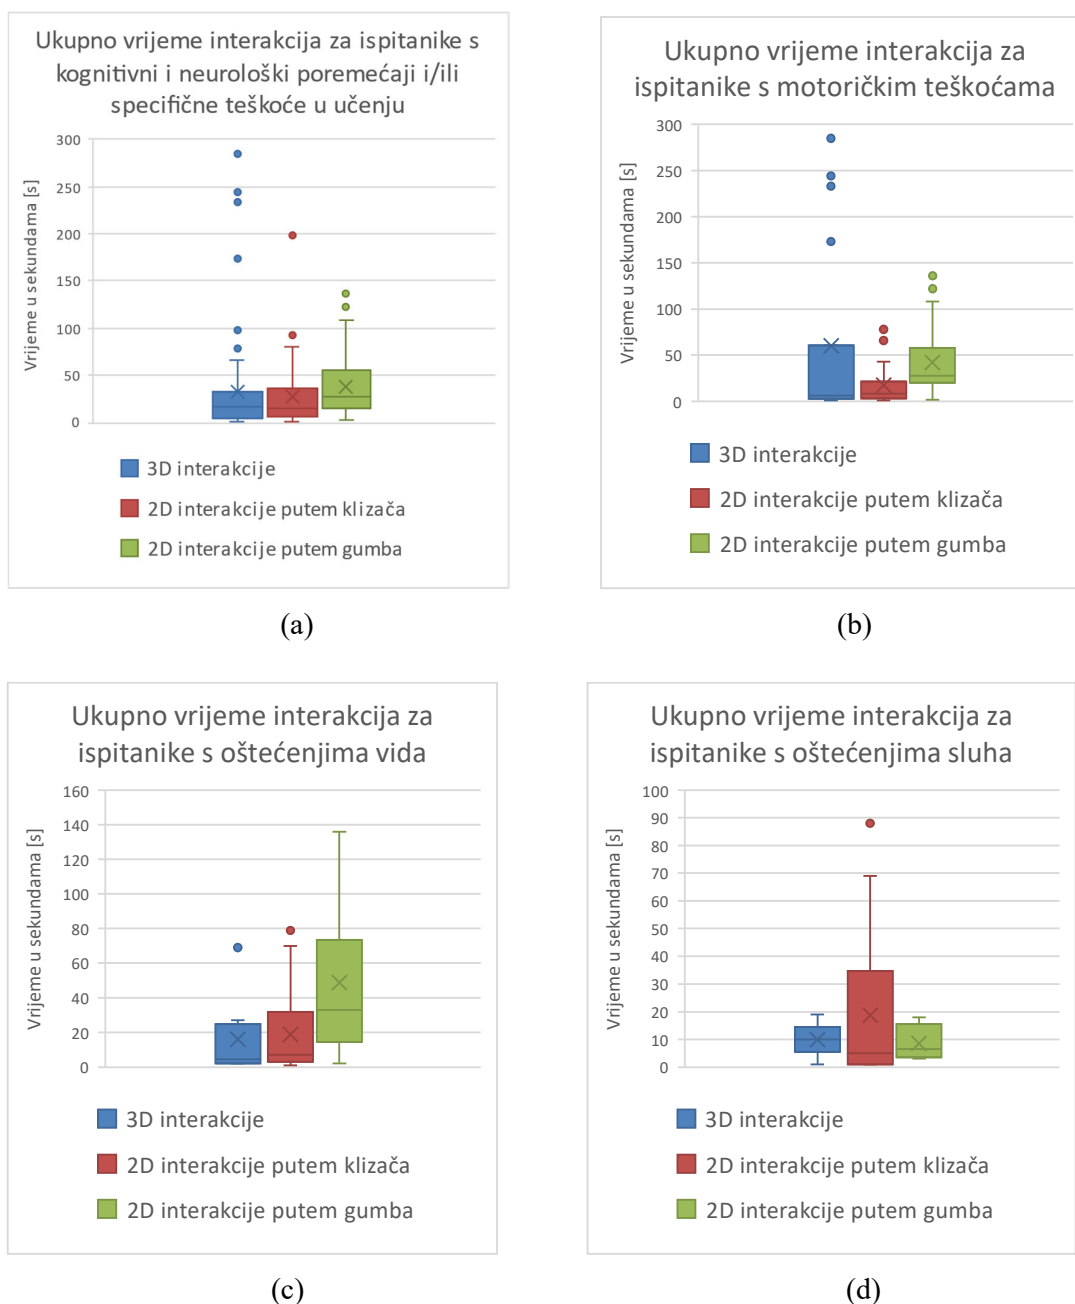 Ukupno vrijeme interakcija za ispitanike s
kognitivni i neurološki poremećaji i/ili
specifične teškoće u učenju
Vrijeme u sekundama [s]
300
250
200
150
100
50
0
3D interakcije
2D interakcije putem klizača
2D interakcije putem gumba
(a)
Ukupno vrijeme interakcija za
ispitanike s motoričkim teškoćama
Vrijeme u sekundama [s]
300
250
200
150
100
50
0
3D interakcije
2D interakcije putem klizača
2D interakcije putem gumba
(b)
Ukupno vrijeme interakcija za
ispitanike s oštećenjima vida
Vrijeme u sekundama [s]
160
140
120
100
80
60
40
20
0
3D interakcije
2D interakcije putem klizača
2D interakcije putem gumba
(c)
Ukupno vrijeme interakcija za
ispitanike s oštećenjima sluha
Vrijeme u sekundama [s]
100
90
80
70
60
50
40
30
20
10
0
3D interakcije
2D interakcije putem klizača
2D interakcije putem gumba
(d)